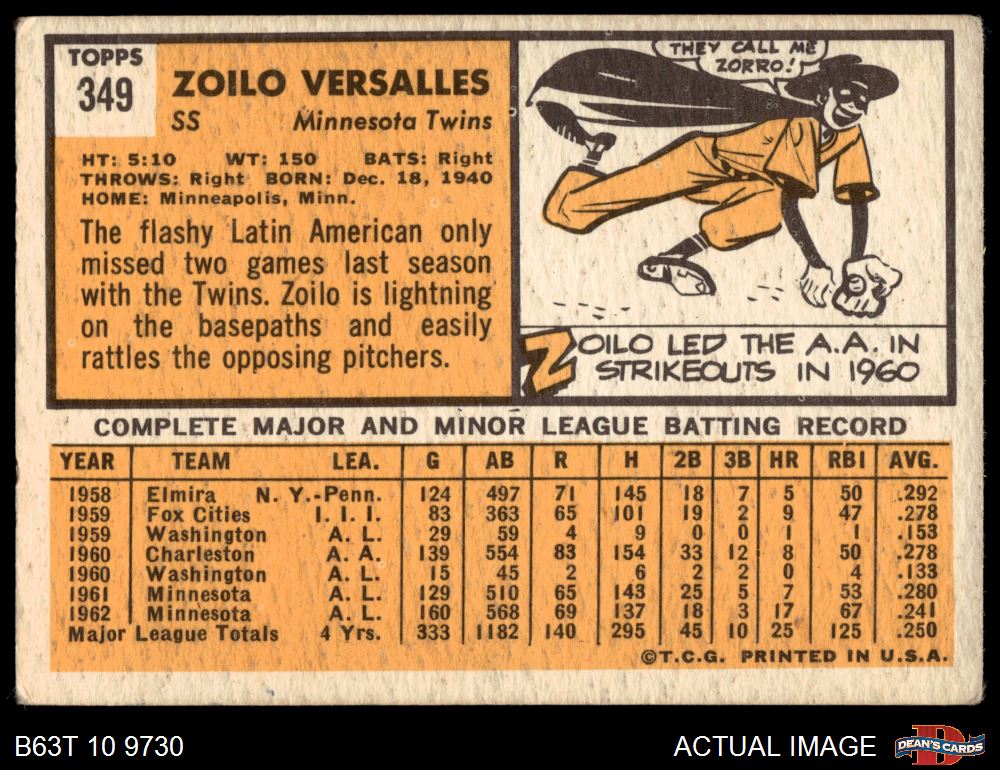 TOPPS
349
ZOILO VERSALLES
SS Minnesota Twins
HT: 5:10 WT: 150 BATS: Right
THROWS: Right BORN: Dec. 18, 1940
HOME: Minneapolis, Minn.
The flashy Latin American only
missed two games last season
with the Twins. Zoilo is lightning
on the basepaths and easily
rattles the opposing pitchers.
THEY CALL ME
ZORRO!
ZOILO LED THE A.A. IN
STRIKEOUTS IN 1960
COMPLETE MAJOR AND MINOR LEAGUE BATTING RECORD
YEAR TEAM LEA. G AB R H 2B 3B HR RBI AVG.
1958 Elmira N. Y.-Penn. 124 497 71 145 18 7 5 50 .292
1959 Fox Cities I. I. I. 83 363 65 101 19 2 9 47 .278
1959 Washington A. L. 29 59 4 9 0 0 1 1 .153
1960 Charleston A. A. 139 554 83 154 33 12 8 50 .278
1960 Washington A. L. 15 45 2 6 2 2 0 4 .133
1961 Minnesota A. L. 129 510 65 143 25 5 7 53 .280
1962 Minnesota A. L. 160 568 69 137 18 3 17 67 .241
Major League Totals 4 Yrs. 333 1182 140 295 45 10 25 125 .250
©T.C.G. PRINTED IN U.S.A.
B63T 10 9730 ACTUAL IMAGE DEAN'S CARDS